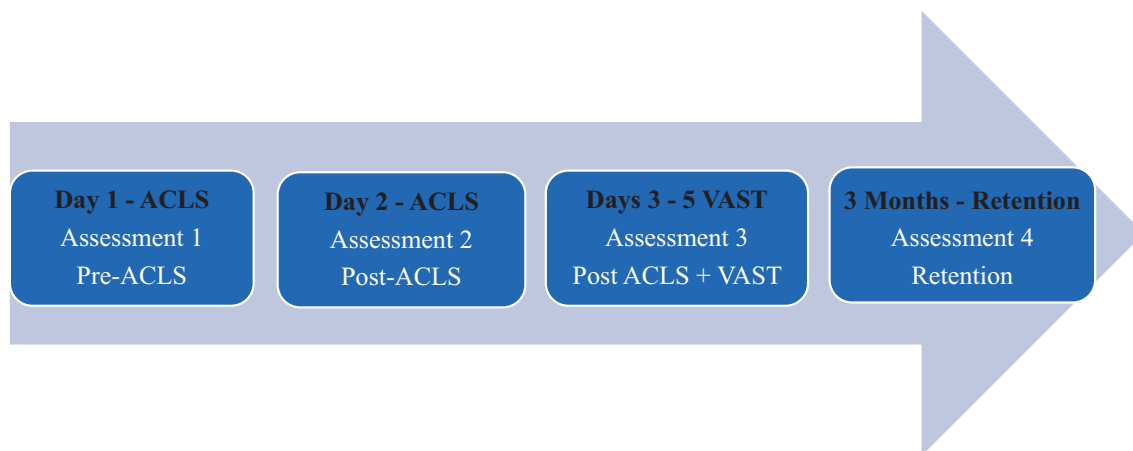 Day 1 - ACLS
Assessment 1
Pre-ACLS
Day 2 - ACLS
Assessment 2
Post-ACLS
Days 3 - 5 VAST
Assessment 3
Post ACLS + VAST
3 Months - Retention
Assessment 4
Retention